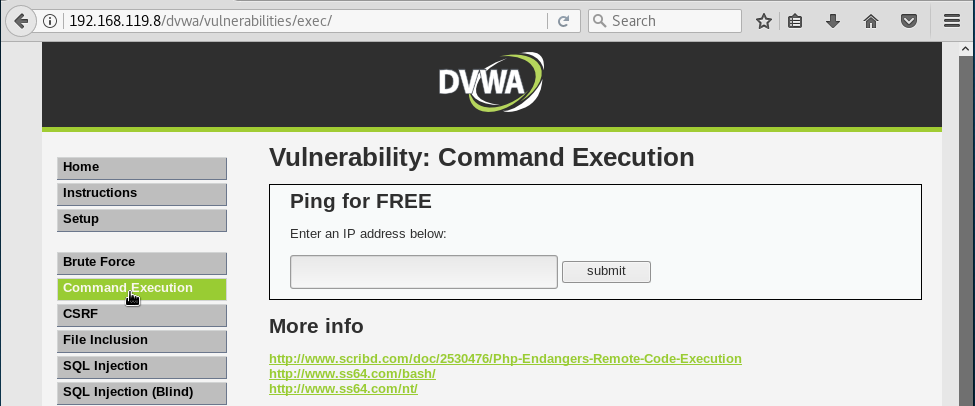 192.168.119.8/dvwa/vulnerabilities/exec/
Search
DVWA
Home
Instructions
Setup
Brute Force
Command Execution
CSRF
File Inclusion
SQL Injection
SQL Injection (Blind)
Vulnerability: Command Execution
Ping for FREE
Enter an IP address below:
submit
More info
http://www.scribd.com/doc/2530476/Php-Endangers-Remote-Code-Execution
http://www.ss64.com/bash/
http://www.ss64.com/nt/